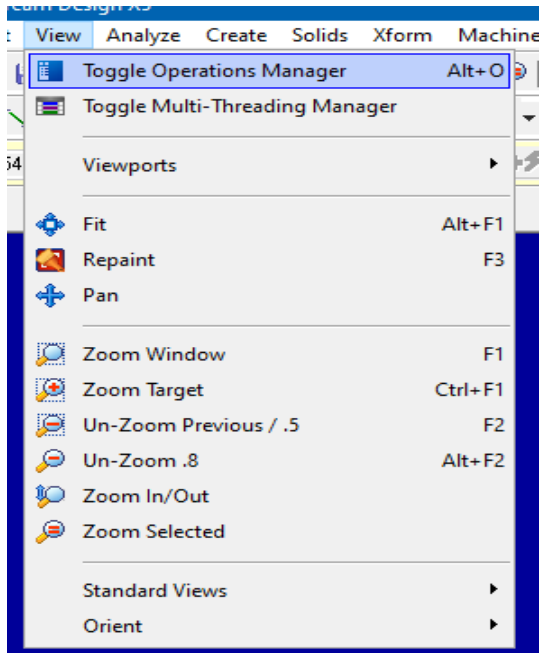 View Analyze Create Solids Xform Machine
Toggle Operations Manager Alt+O
Toggle Multi-Threading Manager
54
Viewports
Fit Alt+F1
Repaint F3
Pan
Zoom Window F1
Zoom Target Ctrl+F1
Un-Zoom Previous / .5 F2
Un-Zoom .8 Alt+F2
Zoom In/Out
Zoom Selected
Standard Views
Orient